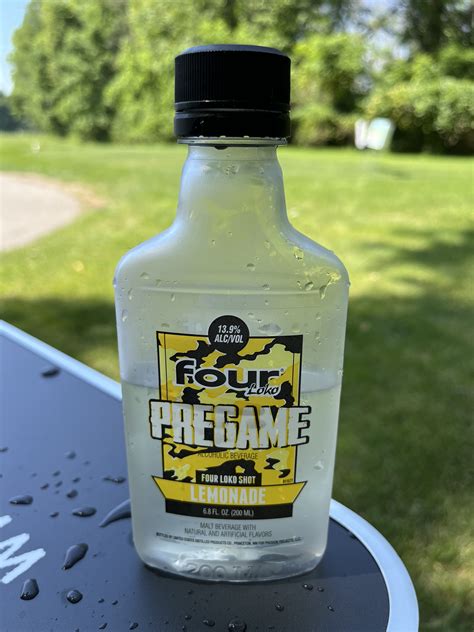 13.9%
ALC/VOL
four
Loko
PREGAME
ALCOHOLIC BEVERAGE
FOUR LOKO SHOT
LEMONADE
6.8 FL. OZ. (200 ML)
MALT BEVERAGE WITH
NATURAL AND ARTIFICIAL FLAVORS